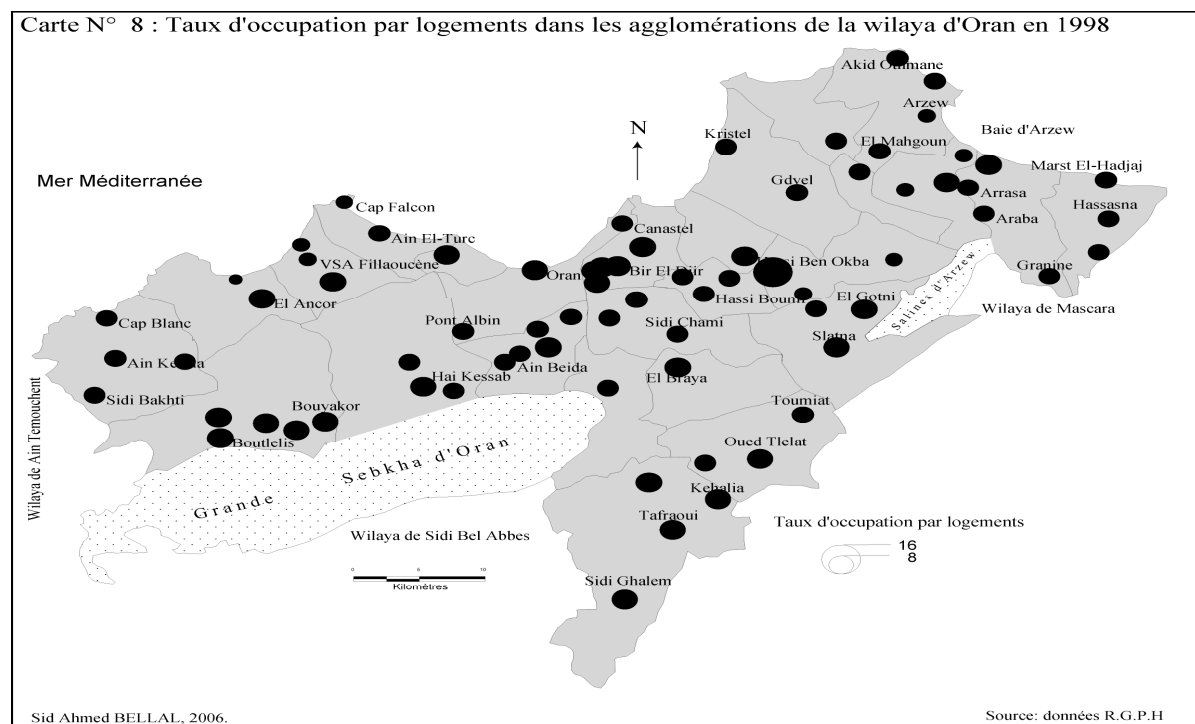 Carte N° 8 : Taux d'occupation par logements dans les agglomérations de la wilaya d'Oran en 1998
Akid Othmane
Arzew
N
Kristel
El Mahgoun
Baie d'Arzew
Marst El-Hadjaj
Mer Méditerranée
Gdyel
Arrasa
Hassasna
Cap Falcon
Araba
Canastel
Ain El-Turc
VSA Fillaoucène
Oran
Bir El Djir
Hassi Ben Okba
Granine
El Ancor
Hassi Bounif
El Gotni
Salines d'Arzew
Wilaya de Mascara
Cap Blanc
Pont Albin
Sidi Chami
Slatna
Ain Kerma
Ain Beida
El Braya
Hai Kessab
Sidi Bakhti
Bouyakor
Toumiat
Boutlelis
Oued Tlelat
Wilaya de Ain Temouchent
Grande Sebkha d'Oran
Kehalia
Tafraoui
Taux d'occupation par logements
16
8
Wilaya de Sidi Bel Abbes
0 5 10
Kilomètres
Sidi Ghalem
Sid Ahmed BELLAL, 2006.
Source: données R.G.P.H